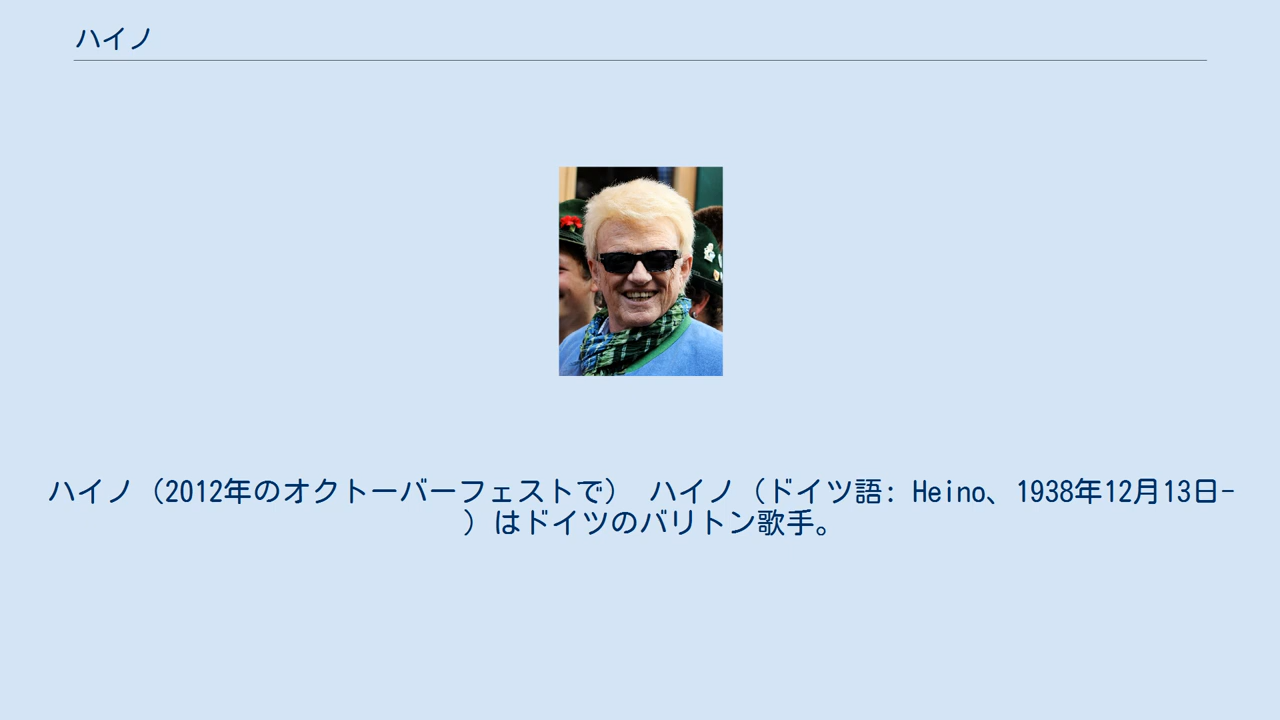 ハイノ
ハイノ（2012年のオクトーバーフェストで） ハイノ（ドイツ語: Heino、1938年12月13日-
）はドイツのバリトン歌手。